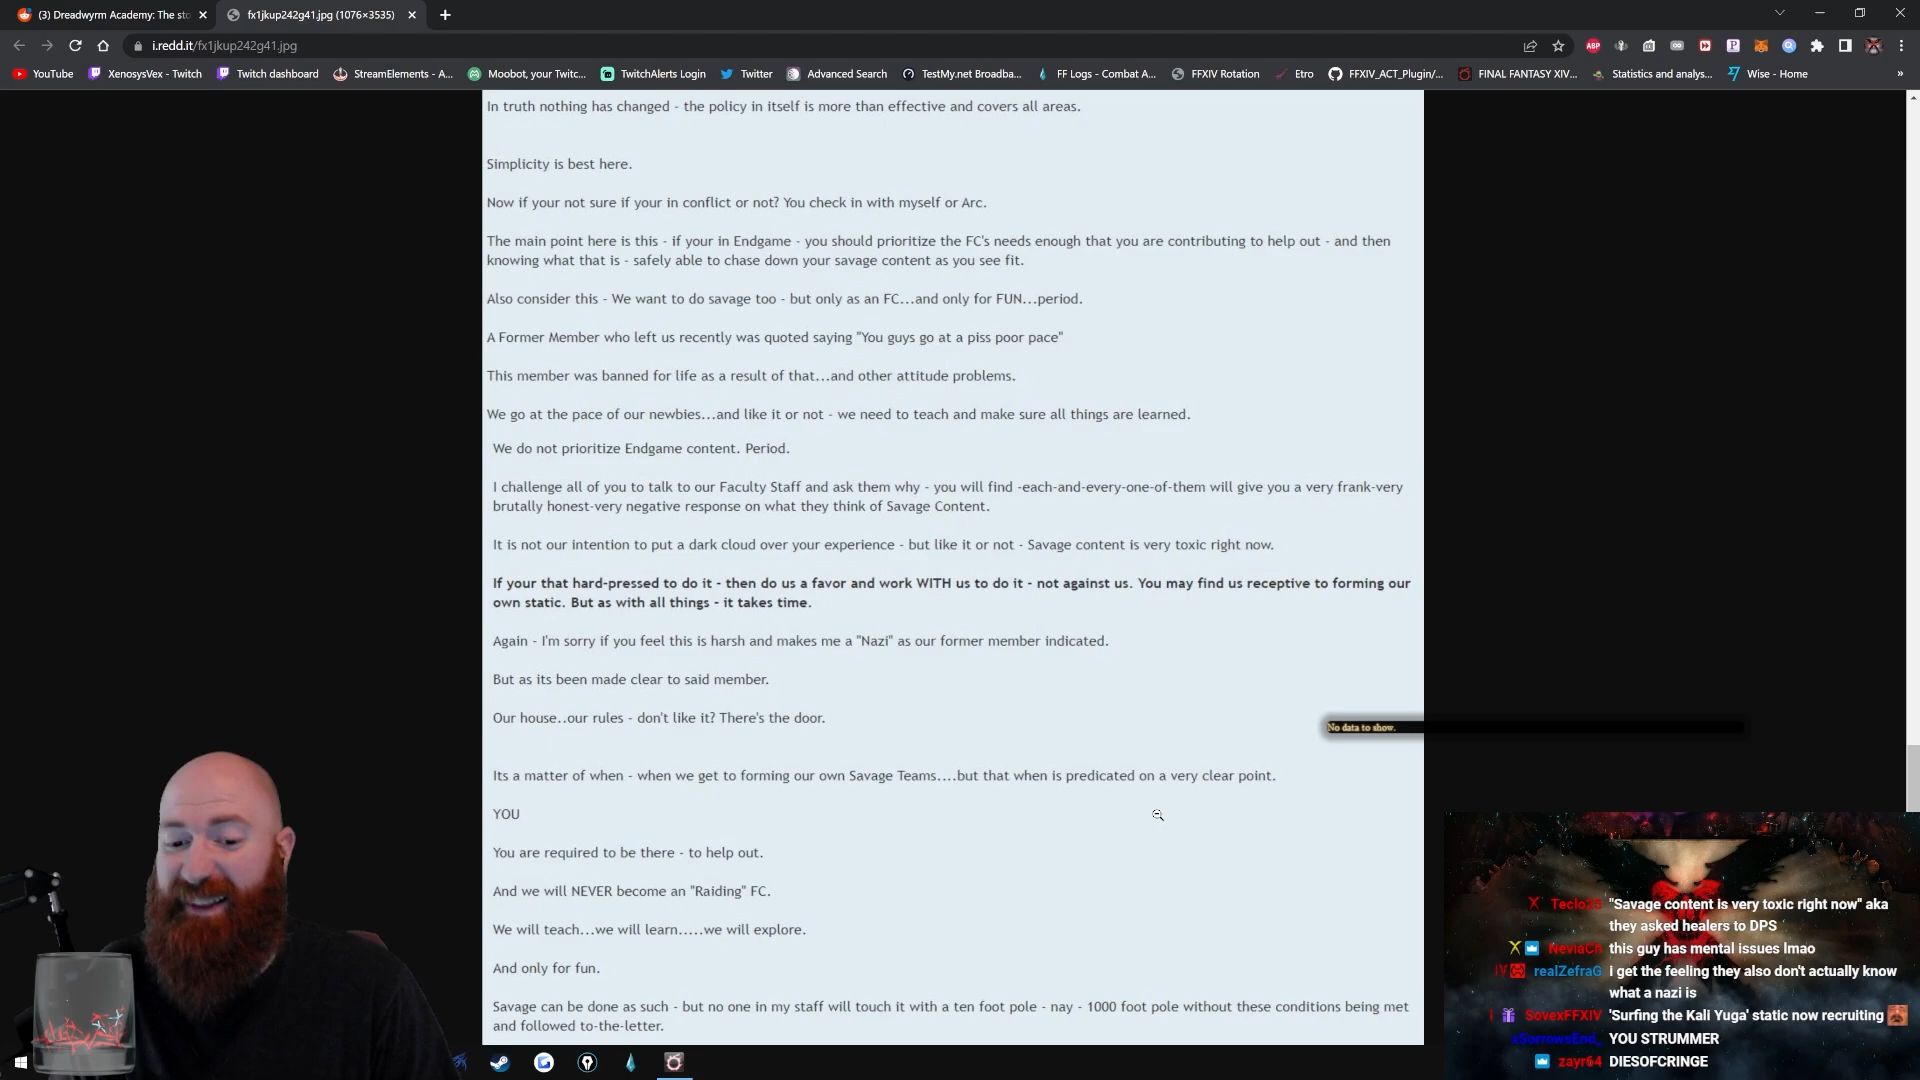 (3) Dreadwyrm Academy: The sto
fx1jkup242g41.jpg (1076×3535)
i.redd.it/fx1jkup242g41.jpg
YouTube
XenosysVex - Twitch
Twitch dashboard
StreamElements - A...
Moobot, your Twitc...
TwitchAlerts Login
Twitter
Advanced Search
TestMy.net Broadba...
FF Logs - Combat A...
FFXIV Rotation
Etro
FFXIV_ACT_Plugin/...
FINAL FANTASY XIV...
Statistics and analys...
Wise - Home
In truth nothing has changed - the policy in itself is more than effective and covers all areas.
Simplicity is best here.
Now if your not sure if your in conflict or not? You check in with myself or Arc.
The main point here is this - if your in Endgame - you should prioritize the FC's needs enough that you are contributing to help out - and then
knowing what that is - safely able to chase down your savage content as you see fit.
Also consider this - We want to do savage too - but only as an FC...and only for FUN...period.
A Former Member who left us recently was quoted saying "You guys go at a piss poor pace"
This member was banned for life as a result of that...and other attitude problems.
We go at the pace of our newbies...and like it or not - we need to teach and make sure all things are learned.
We do not prioritize Endgame content. Period.
I challenge all of you to talk to our Faculty Staff and ask them why - you will find -each-and-every-one-of-them will give you a very frank-very
brutally honest-very negative response on what they think of Savage Content.
It is not our intention to put a dark cloud over your experience - but like it or not - Savage content is very toxic right now.
If your that hard-pressed to do it - then do us a favor and work WITH us to do it - not against us. You may find us receptive to forming our
own static. But as with all things - it takes time.
Again - I'm sorry if you feel this is harsh and makes me a "Nazi" as our former member indicated.
But as its been made clear to said member.
Our house..our rules - don't like it? There's the door.
No data to show.
Its a matter of when - when we get to forming our own Savage Teams....but that when is predicated on a very clear point.
YOU
You are required to be there - to help out.
And we will NEVER become an "Raiding" FC.
We will teach...we will learn.....we will explore.
And only for fun.
Savage can be done as such - but no one in my staff will touch it with a ten foot pole - nay - 1000 foot pole without these conditions being met
and followed to-the-letter.
"Savage content is very toxic right now" aka
they asked healers to DPS
NeviaCh this guy has mental issues lmao
realZefraG i get the feeling they also don't actually know
what a nazi is
SovexFFXIV 'Surfing the Kali Yuga' static now recruiting
xSorrowsEnd_ YOU STRUMMER
zayr64 DIESOFCRINGE